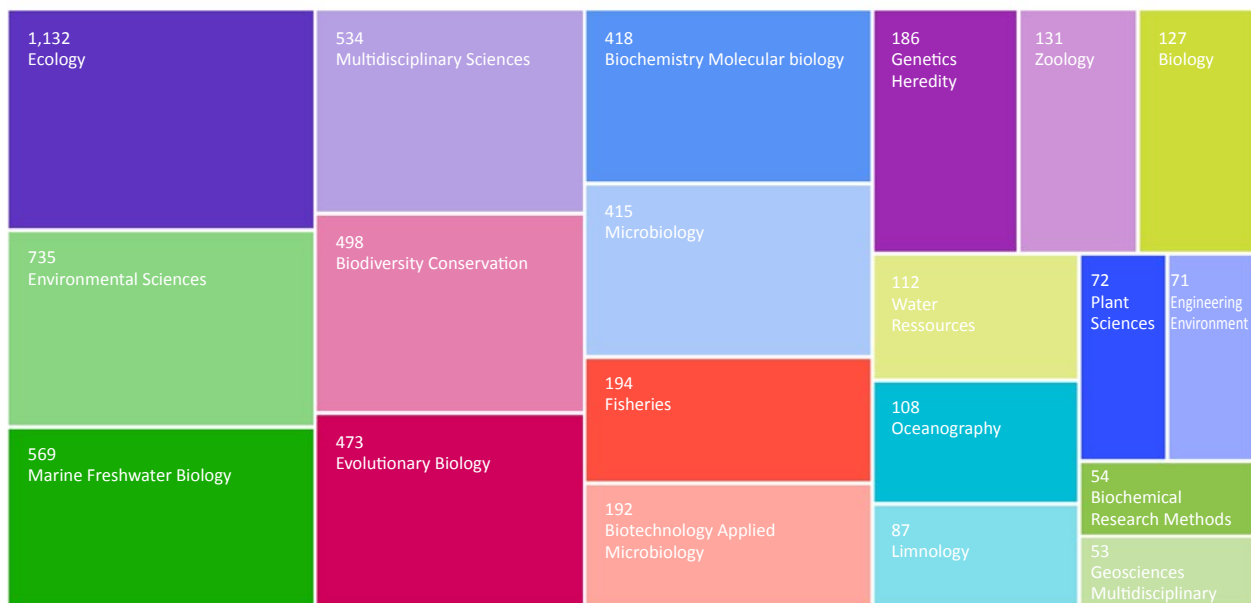 1,132
Ecology
735
Environmental Sciences
569
Marine Freshwater Biology
534
Multidisciplinary Sciences
498
Biodiversity Conservation
473
Evolutionary Biology
418
Biochemistry Molecular biology
415
Microbiology
194
Fisheries
192
Biotechnology Applied
Microbiology
186
Genetics
Heredity
131
Zoology
127
Biology
112
Water
Ressources
108
Oceanography
87
Limnology
72
Plant
Sciences
71
Engineering
Environment
54
Biochemical
Research Methods
53
Geosciences
Multidisciplinary